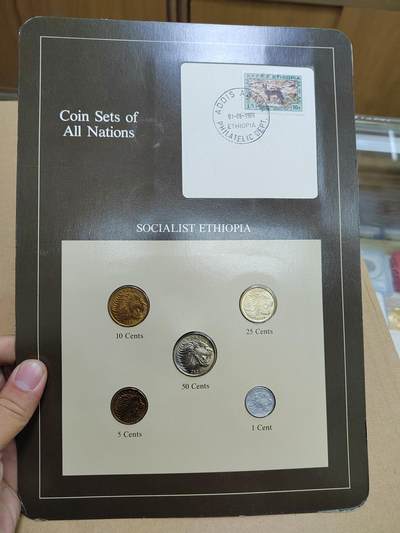 Coin Sets of
All Nations
ETHIOPIA
ADDIS
ETHIOPIA
PHILATELIC DEPT.
SOCIALIST ETHIOPIA
10 Cents
25 Cents
50 Cents
5 Cents
1 Cent